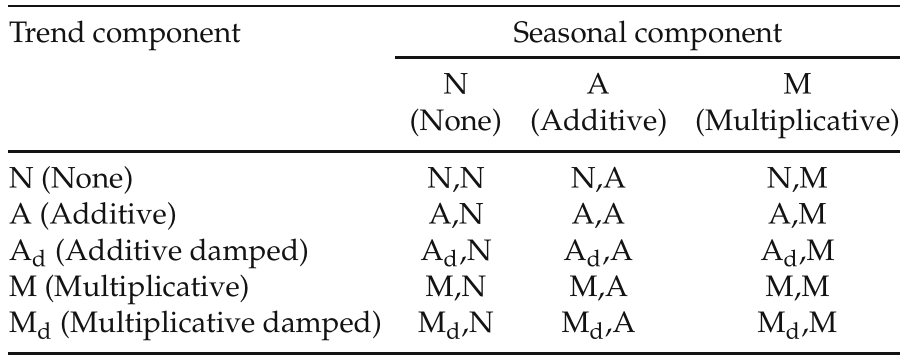 Trend component Seasonal component
N A M
(None) (Additive) (Multiplicative)
N (None) N,N N,A N,M
A (Additive) A,N A,A A,M
A_d (Additive damped) A_d,N A_d,A A_d,M
M (Multiplicative) M,N M,A M,M
M_d (Multiplicative damped) M_d,N M_d,A M_d,M